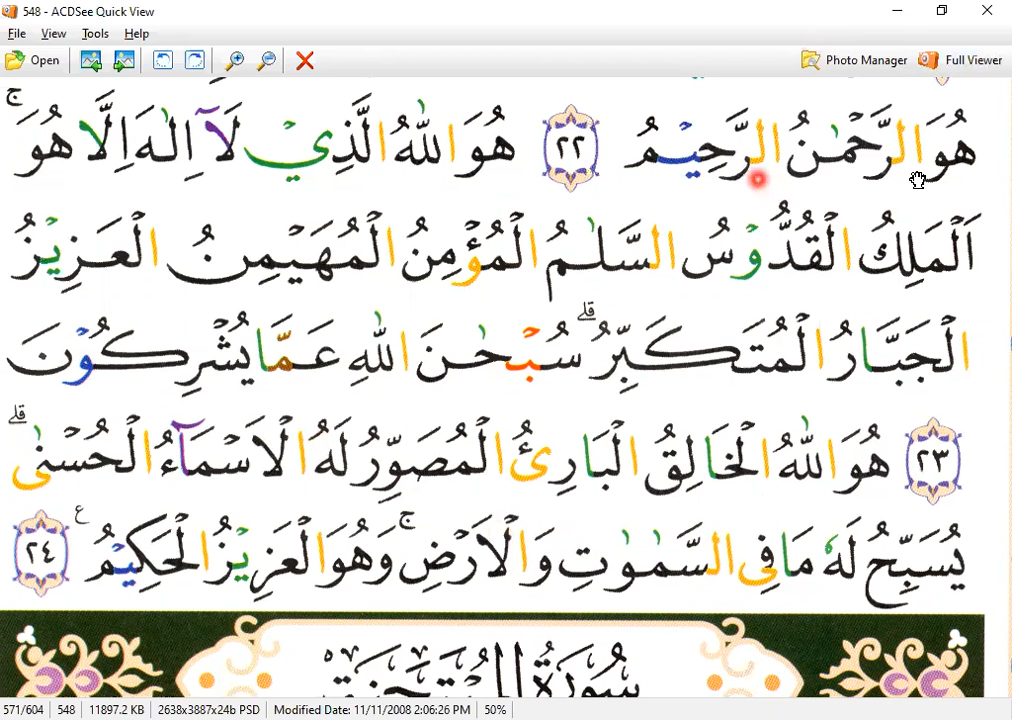 548 - ACDSee Quick View
File View Tools Help
Open Photo Manager Full Viewer
هُوَالرَّحْمٰنُ الرَّحِيْمُ ٢٢ هُوَاللّٰهُ الَّذِيْ لَآاِلٰهَ اِلَّا هُوَ ۚ
اَلْمَلِكُ الْقُدُّوْسُ السَّلٰمُ الْمُؤْمِنُ الْمُهَيْمِنُ الْعَزِيْزُ
الْجَبَّارُ الْمُتَكَبِّرُ ۗ سُبْحٰنَ اللّٰهِ عَمَّا يُشْرِكُوْنَ
٢٣ هُوَاللّٰهُ الْخَالِقُ الْبَارِئُ الْمُصَوِّرُ لَهُ الْاَسْمَاۤءُ الْحُسْنٰى ۗ
يُسَبِّحُ لَهٗ مَا فِى السَّمٰوٰتِ وَالْاَرْضِ ۚ وَهُوَ الْعَزِيْزُ الْحَكِيْمُ ع ٢٤
571/604 548 11897.2 KB 2638x3887x24b PSD Modified Date: 11/11/2008 2:06:26 PM 50%